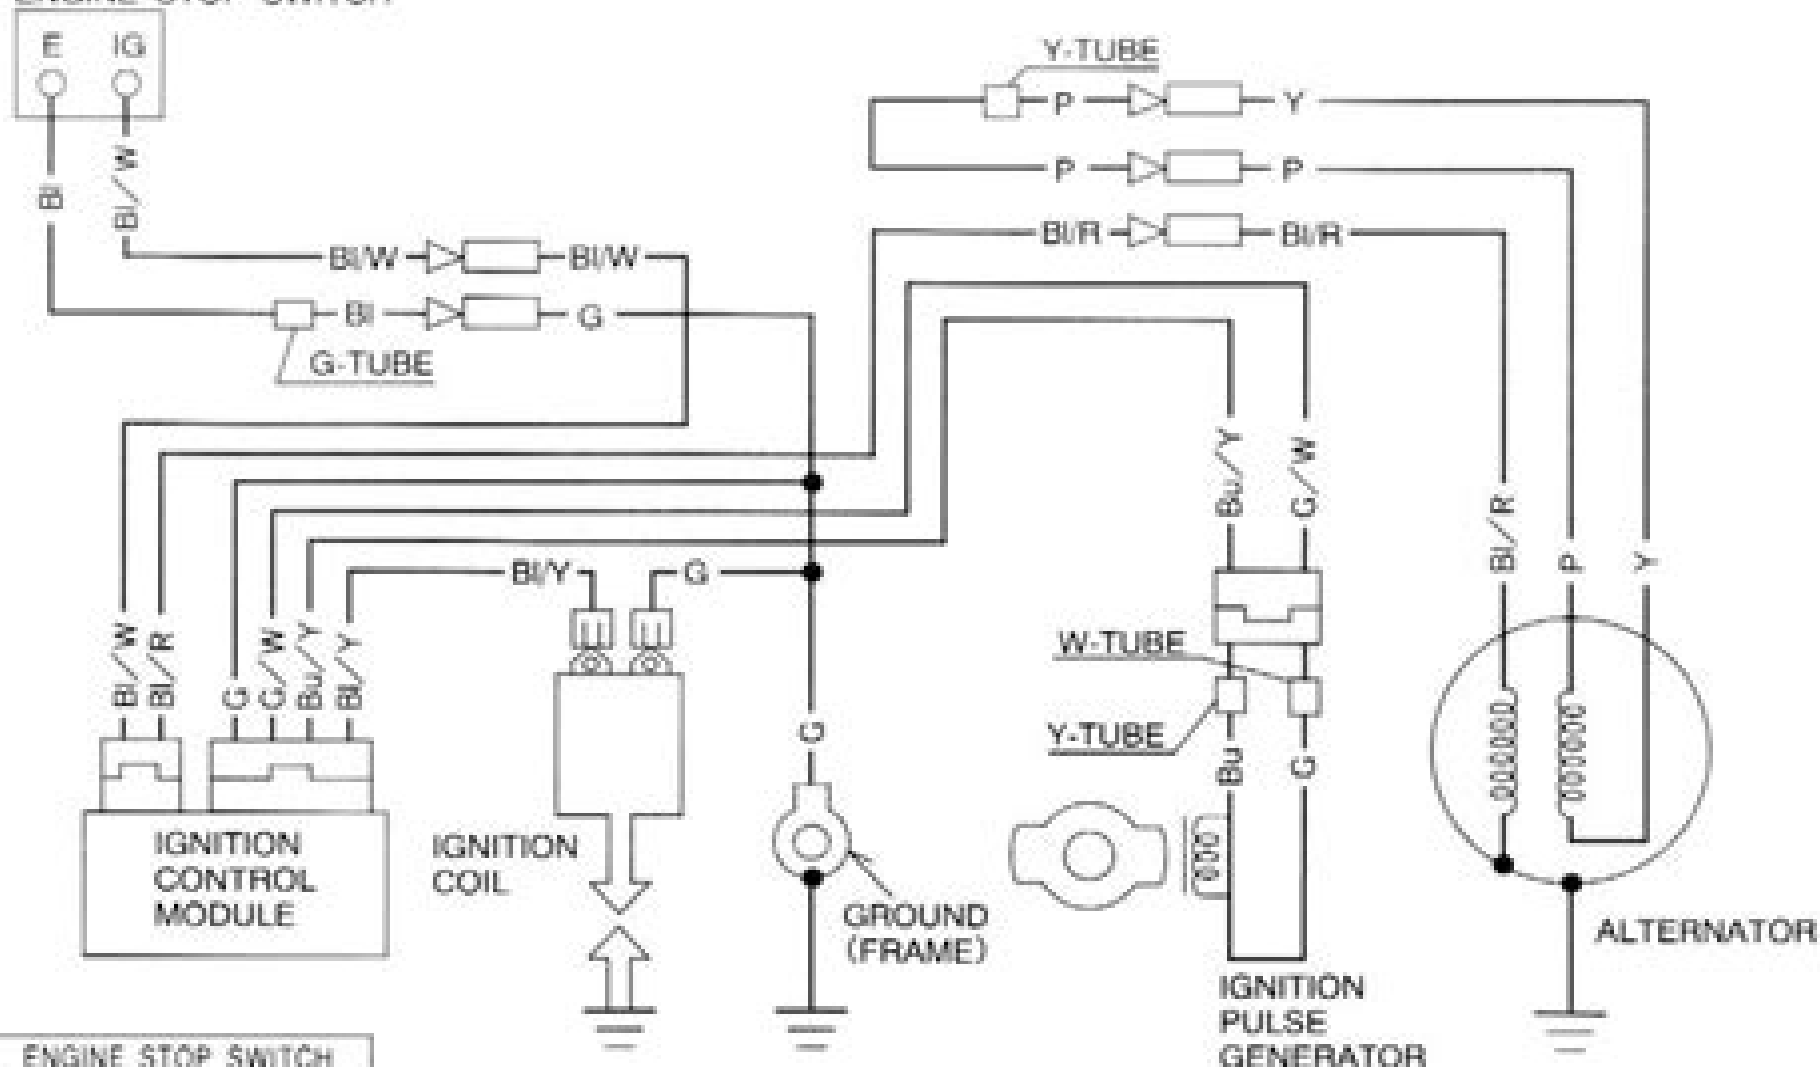 ENGINE STOP SWITCH
E IG
Y-TUBE
P Y
P P
Bl/R Bl/R
Bl
Bl/W
Bl/W Bl/W
Bl G
G-TUBE
Bu/Y
G/W
Bl/R
P
Y
Bl/Y G
Bl/W
Bl/R
G
G/W
Bu/Y
Bl/Y
W-TUBE
Y-TUBE
Bu
G
G
IGNITION
CONTROL
MODULE
IGNITION
COIL
GROUND
(FRAME)
IGNITION
PULSE
GENERATOR
ALTERNATOR
ENGINE STOP SWITCH